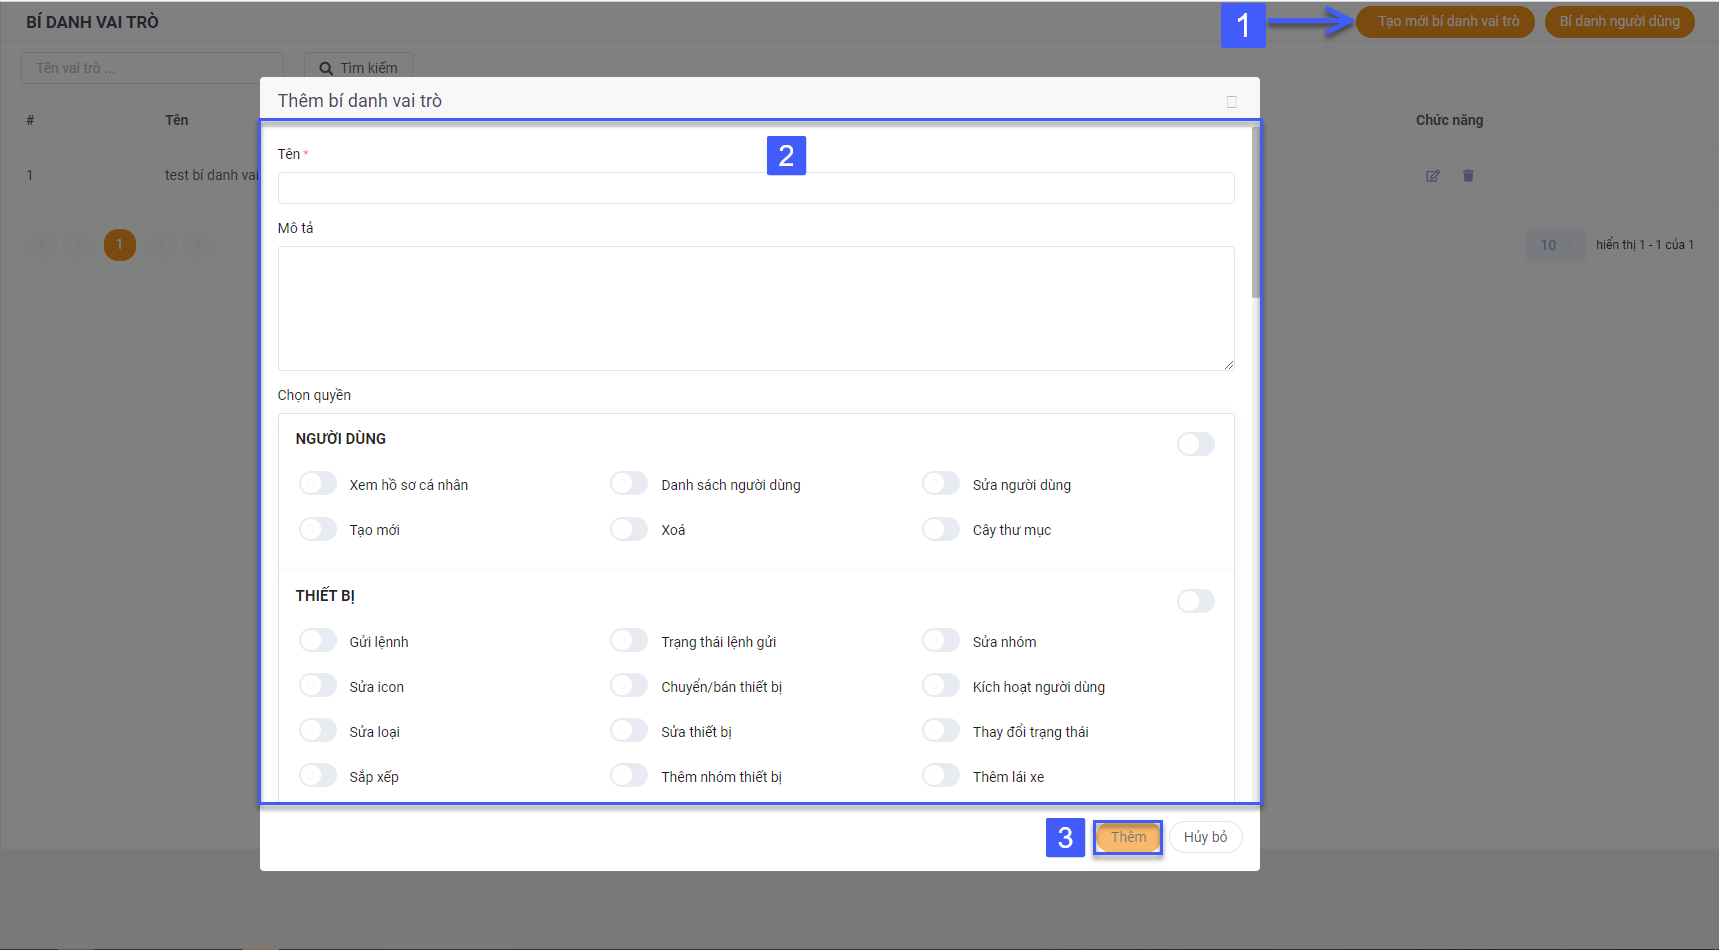 BÍ DANH VAI TRÒ
1
Tạo mới bí danh vai trò
Bí danh người dùng
Tên vai trò ...
Tìm kiếm
Thêm bí danh vai trò
# Tên Chức năng
2
Tên *
1 test bí danh vai
Mô tả
1
10 hiển thị 1 - 1 của 1
Chọn quyền
NGƯỜI DÙNG
Xem hồ sơ cá nhân Danh sách người dùng Sửa người dùng
Tạo mới Xoá Cây thư mục
THIẾT BỊ
Gửi lệnnh Trạng thái lệnh gửi Sửa nhóm
Sửa icon Chuyển/bán thiết bị Kích hoạt người dùng
Sửa loại Sửa thiết bị Thay đổi trạng thái
Sắp xếp Thêm nhóm thiết bị Thêm lái xe
3
Thêm Hủy bỏ